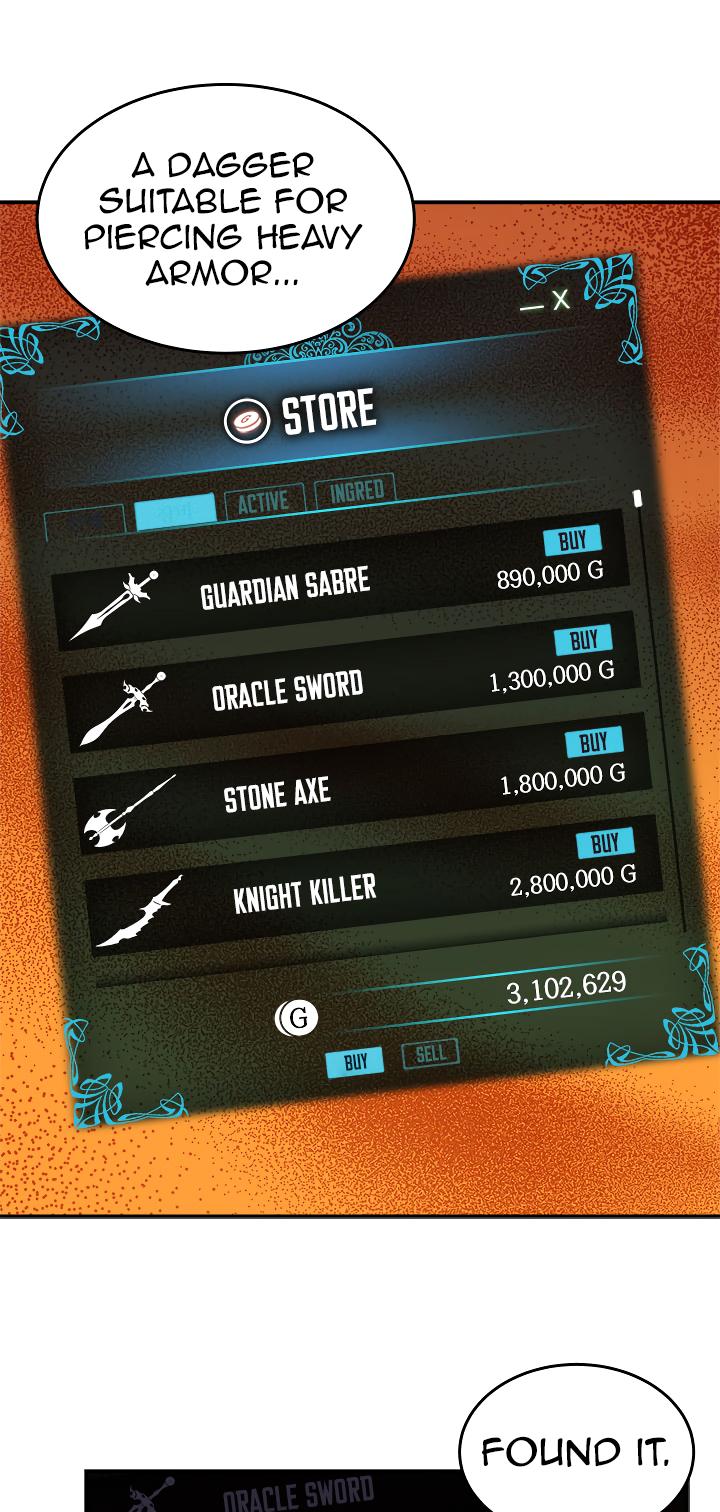 A DAGGER
SUITABLE FOR
PIERCING HEAVY
ARMOR...
— X
G STORE
ACTIVE INGRED
BUY
GUARDIAN SABRE 890,000 G
BUY
ORACLE SWORD 1,300,000 G
BUY
STONE AXE 1,800,000 G
BUY
KNIGHT KILLER 2,800,000 G
G 3,102,629
BUY SELL
FOUND IT.
ORACLE SWORD